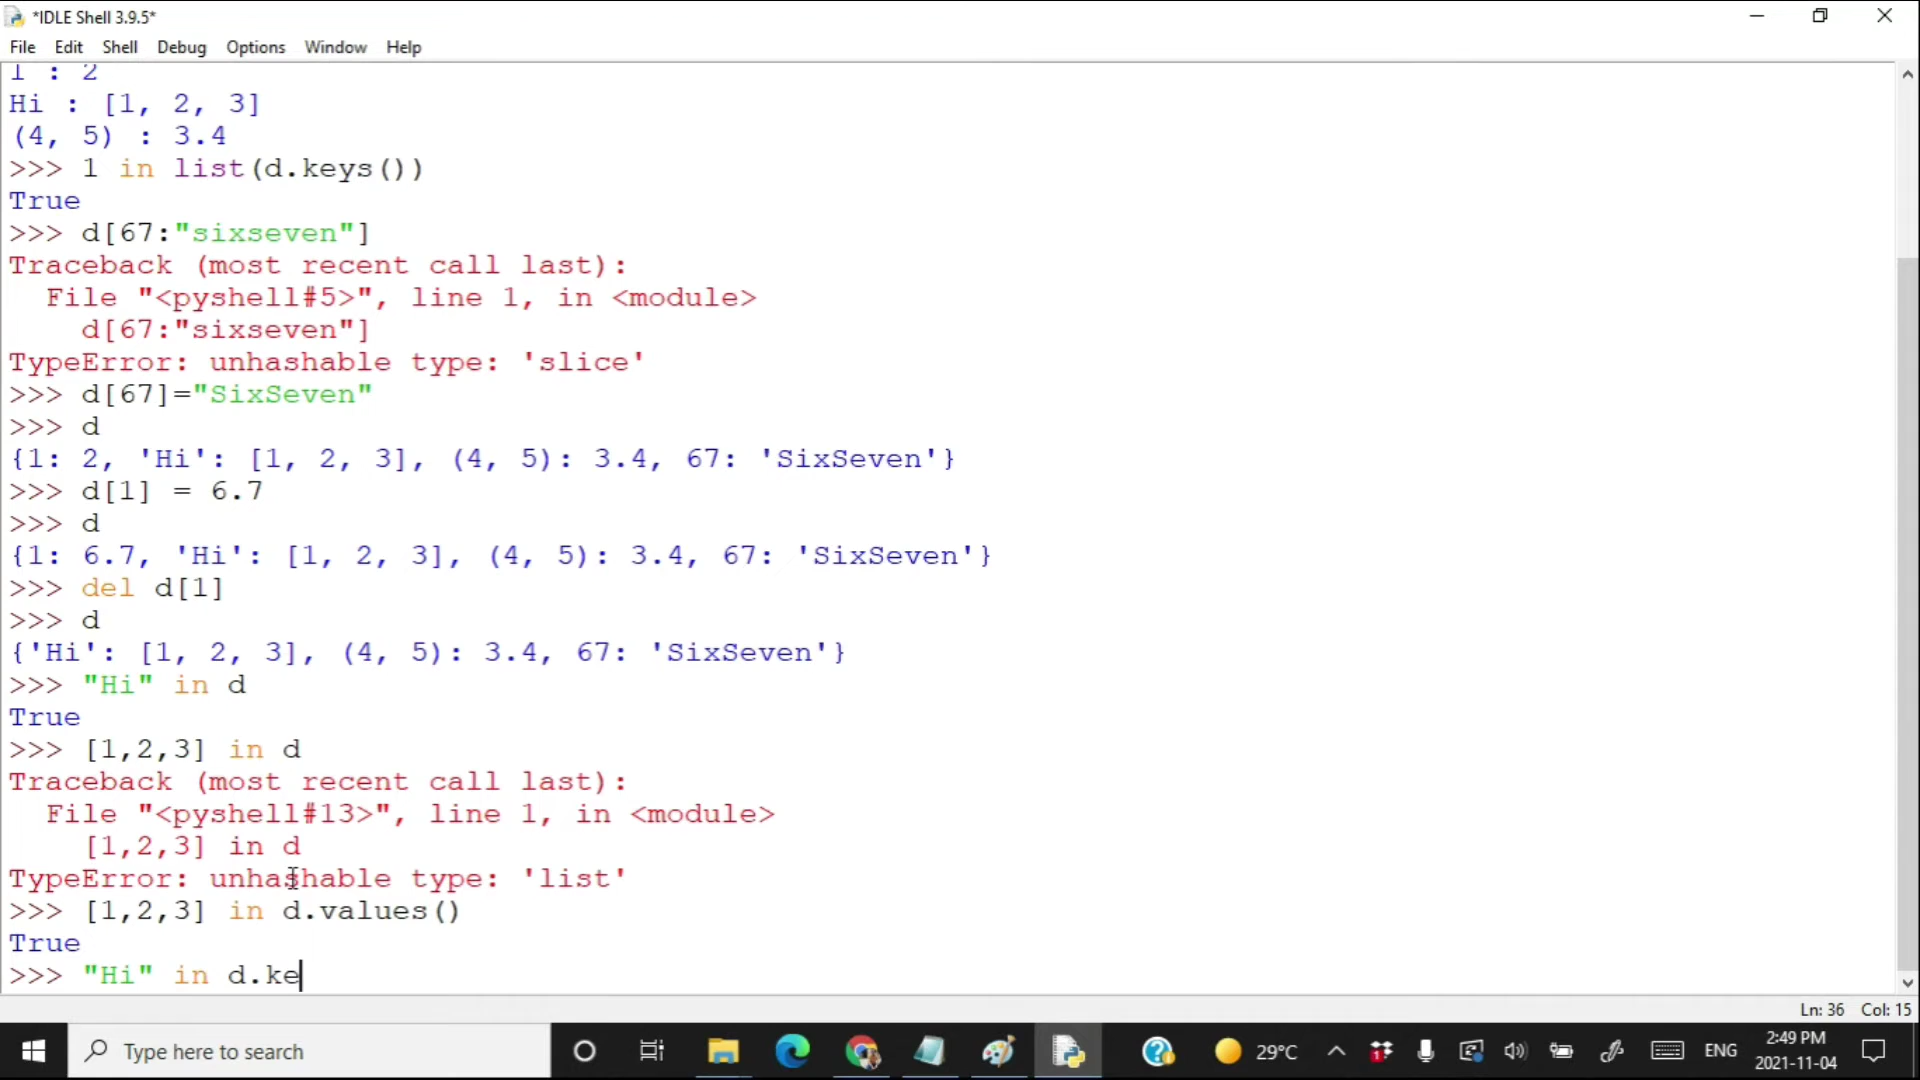 *IDLE Shell 3.9.5*
File Edit Shell Debug Options Window Help
1 : 2
Hi : [1, 2, 3]
(4, 5) : 3.4
>>> 1 in list(d.keys())
True
>>> d[67:"sixseven"]
Traceback (most recent call last):
  File "<pyshell#5>", line 1, in <module>
    d[67:"sixseven"]
TypeError: unhashable type: 'slice'
>>> d[67]="SixSeven"
>>> d
{1: 2, 'Hi': [1, 2, 3], (4, 5): 3.4, 67: 'SixSeven'}
>>> d[1] = 6.7
>>> d
{1: 6.7, 'Hi': [1, 2, 3], (4, 5): 3.4, 67: 'SixSeven'}
>>> del d[1]
>>> d
{'Hi': [1, 2, 3], (4, 5): 3.4, 67: 'SixSeven'}
>>> "Hi" in d
True
>>> [1,2,3] in d
Traceback (most recent call last):
  File "<pyshell#13>", line 1, in <module>
    [1,2,3] in d
TypeError: unhashable type: 'list'
>>> [1,2,3] in d.values()
True
>>> "Hi" in d.ke
Ln: 36 Col: 15
Type here to search
29°C
ENG
2:49 PM
2021-11-04